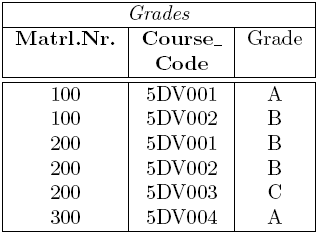 Grades
Matrl.Nr. Course_ Grade
Code
100 5DV001 A
100 5DV002 B
200 5DV001 B
200 5DV002 B
200 5DV003 C
300 5DV004 A